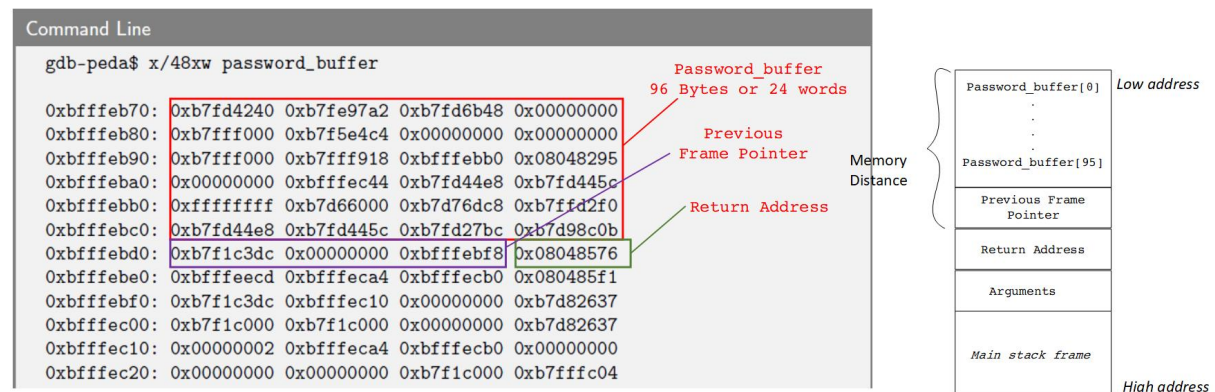 Command Line
gdb-peda$ x/48xw password_buffer
0xbfffeb70: 0xb7fd4240 0xb7fe97a2 0xb7fd6b48 0x00000000
0xbfffeb80: 0xb7fff000 0xb7f5e4c4 0x00000000 0x00000000
0xbfffeb90: 0xb7fff000 0xb7fff918 0xbfffebb0 0x08048295
0xbfffeba0: 0x00000000 0xbfffec44 0xb7fd44e8 0xb7fd445c
0xbfffebb0: 0xffffffff 0xb7d66000 0xb7d76dc8 0xb7ffd2f0
0xbfffebc0: 0xb7fd44e8 0xb7fd445c 0xb7fd27bc 0xb7d98c0b
0xbfffebd0: 0xb7f1c3dc 0x00000000 0xbfffebf8 0x08048576
0xbfffebe0: 0xbfffeecd 0xbfffeca4 0xbfffecb0 0x080485f1
0xbfffebf0: 0xb7f1c3dc 0xbfffec10 0x00000000 0xb7d82637
0xbfffec00: 0xb7f1c000 0xb7f1c000 0x00000000 0xb7d82637
0xbfffec10: 0x00000002 0xbfffeca4 0xbfffecb0 0x00000000
0xbfffec20: 0x00000000 0x00000000 0xb7f1c000 0xb7fffc04
Password_buffer
96 Bytes or 24 words
Previous
Frame Pointer
Return Address
Memory
Distance
Password_buffer[0]
.
.
.
Password_buffer[95]
Previous Frame
Pointer
Return Address
Arguments
Main stack frame
Low address
High address